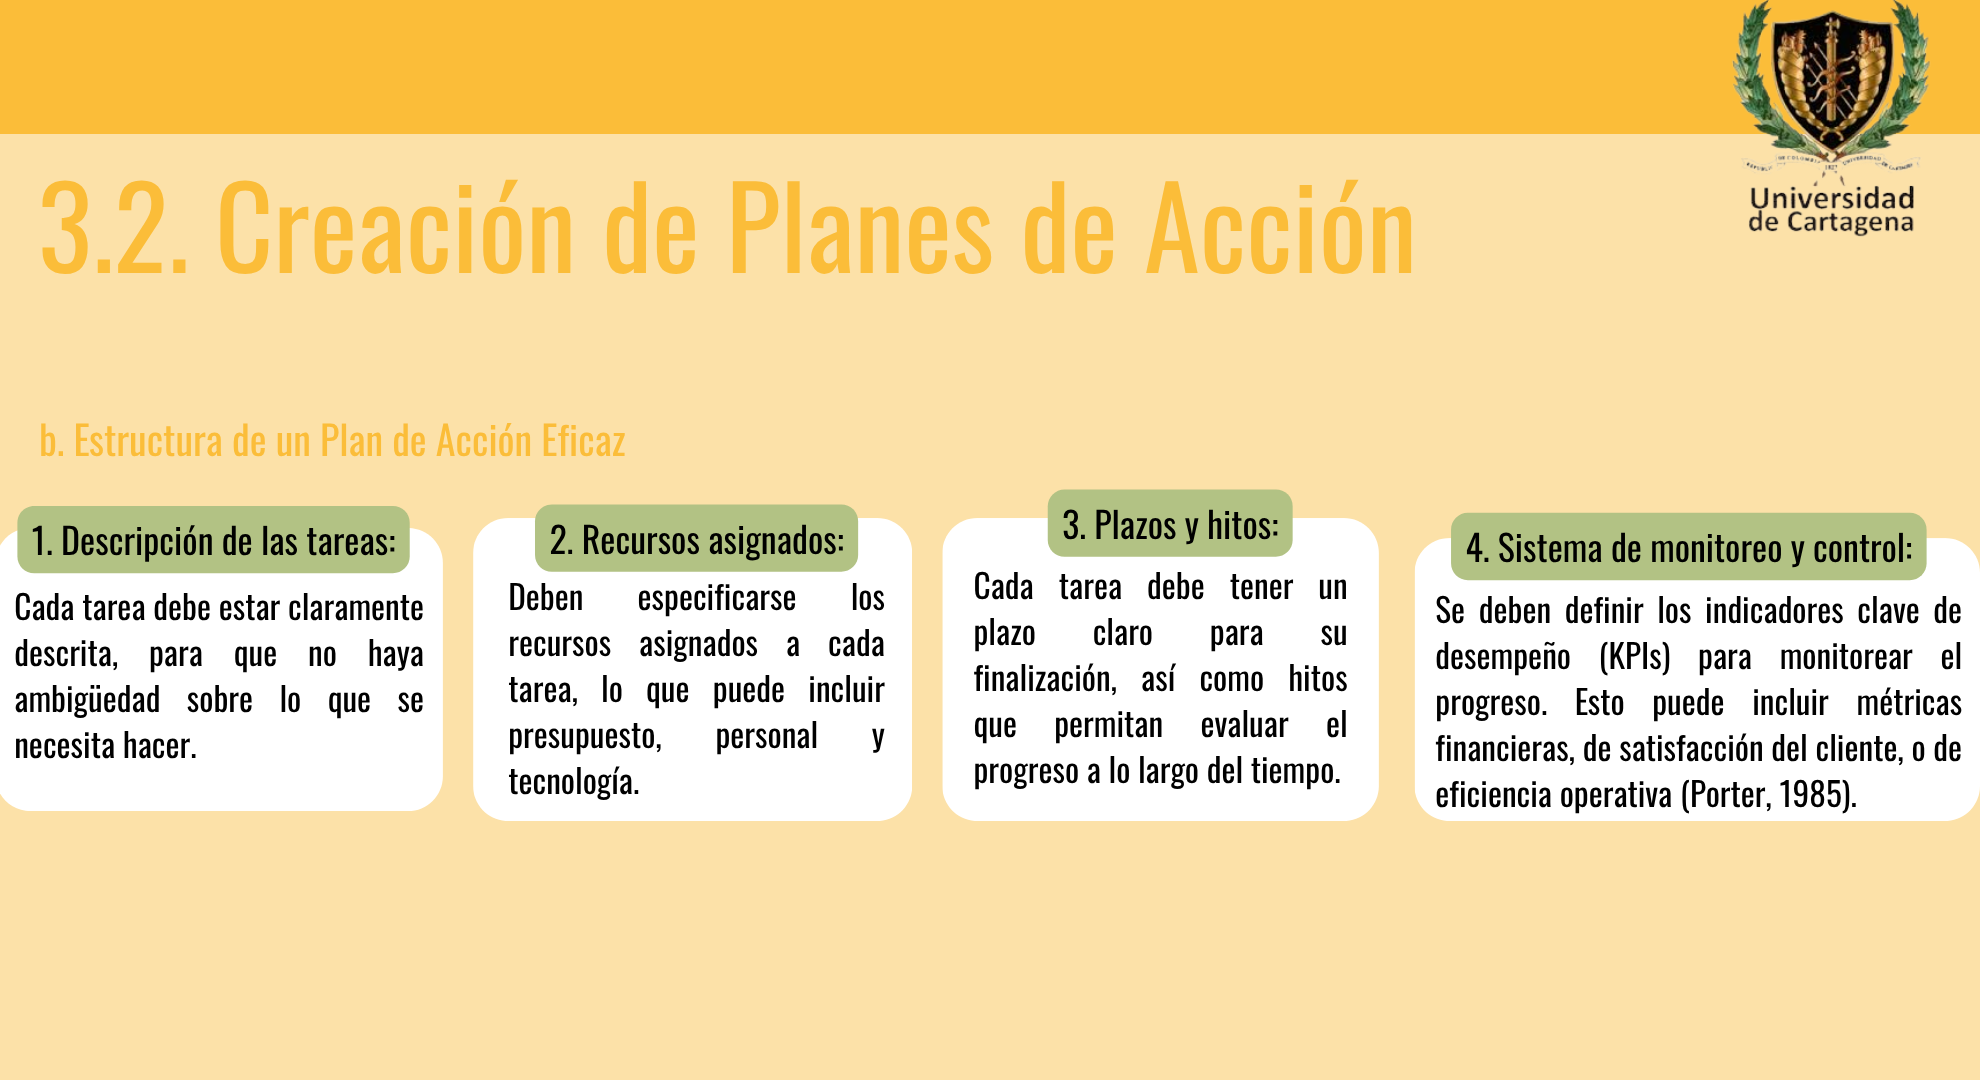 Universidad
de Cartagena
3.2. Creación de Planes de Acción
b. Estructura de un Plan de Acción Eficaz
1. Descripción de las tareas:
Cada tarea debe estar claramente
descrita, para que no haya
ambigüedad sobre lo que se
necesita hacer.
2. Recursos asignados:
Deben especificarse los
recursos asignados a cada
tarea, lo que puede incluir
presupuesto, personal y
tecnología.
3. Plazos y hitos:
Cada tarea debe tener un
plazo claro para su
finalización, así como hitos
que permitan evaluar el
progreso a lo largo del tiempo.
4. Sistema de monitoreo y control:
Se deben definir los indicadores clave de
desempeño (KPIs) para monitorear el
progreso. Esto puede incluir métricas
financieras, de satisfacción del cliente, o de
eficiencia operativa (Porter, 1985).